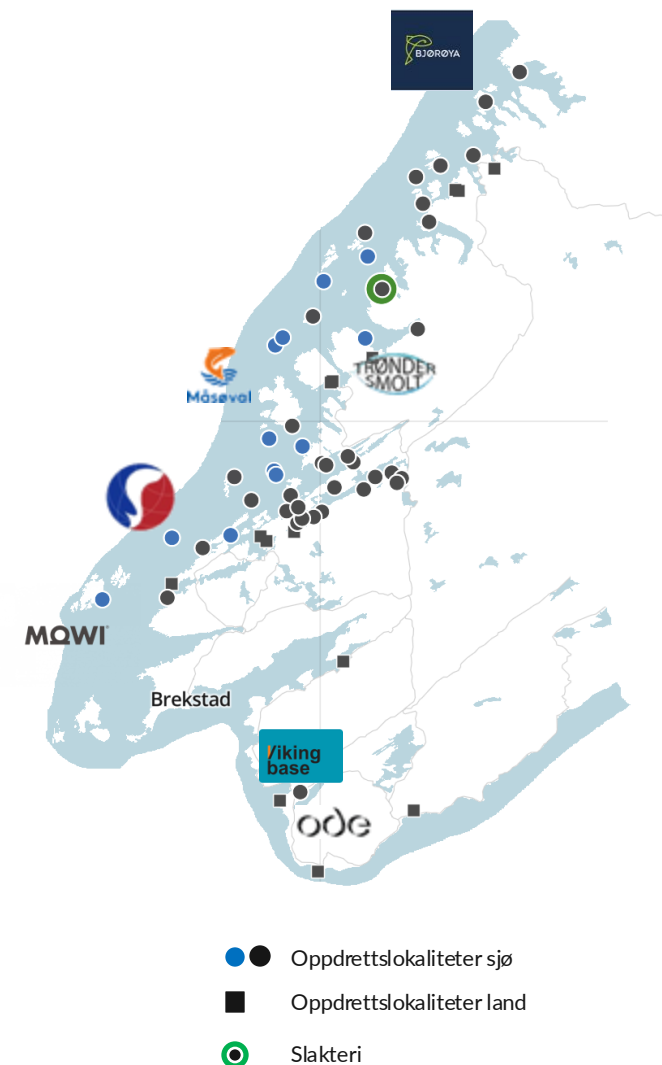 BJØRØYA
TRØNDER
SMOLT
Måsøval
MOWI
Brekstad
Viking
base
ode
Oppdrettslokaliteter sjø
Oppdrettslokaliteter land
Slakteri